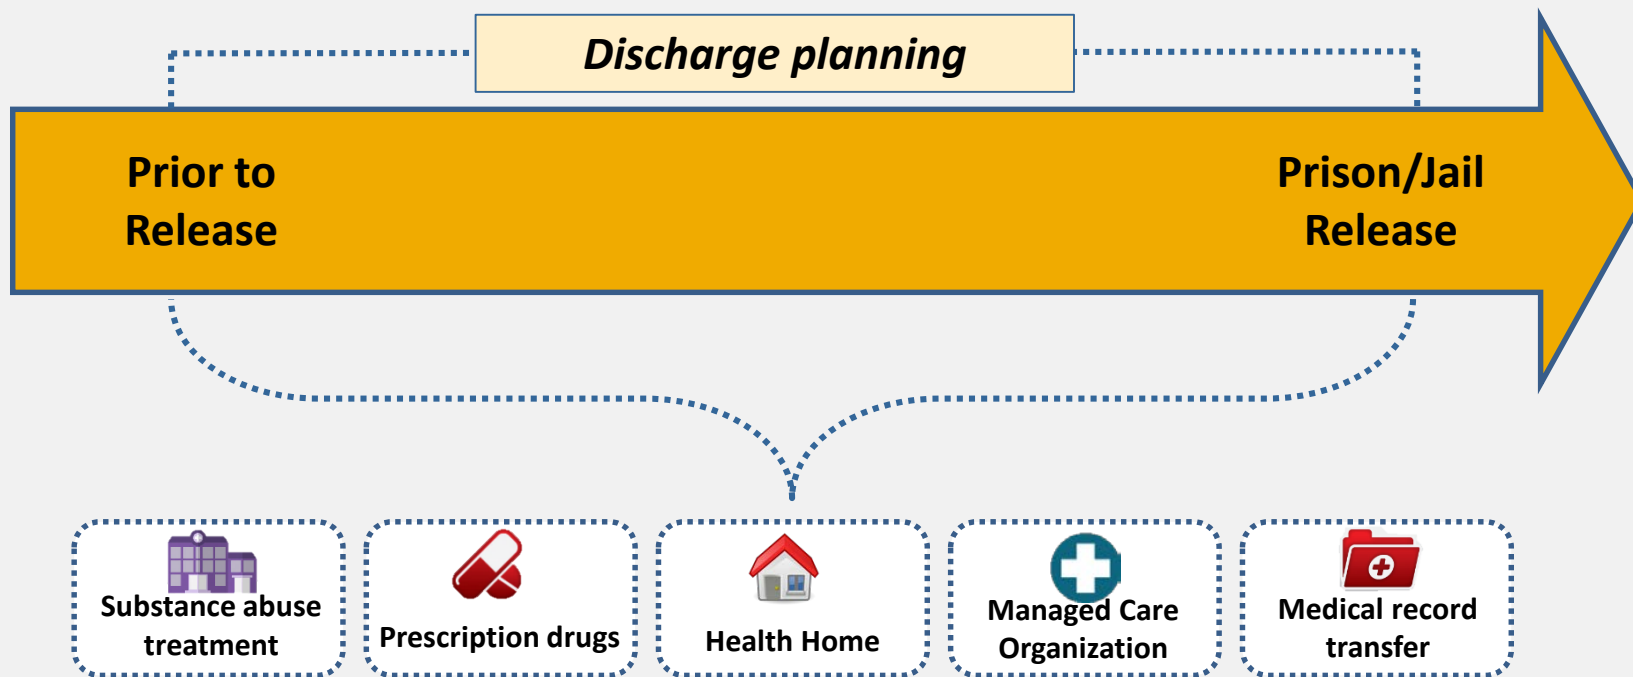 Discharge planning
Prior to
Release
Prison/Jail
Release
Substance abuse
treatment
Prescription drugs
Health Home
Managed Care
Organization
Medical record
transfer